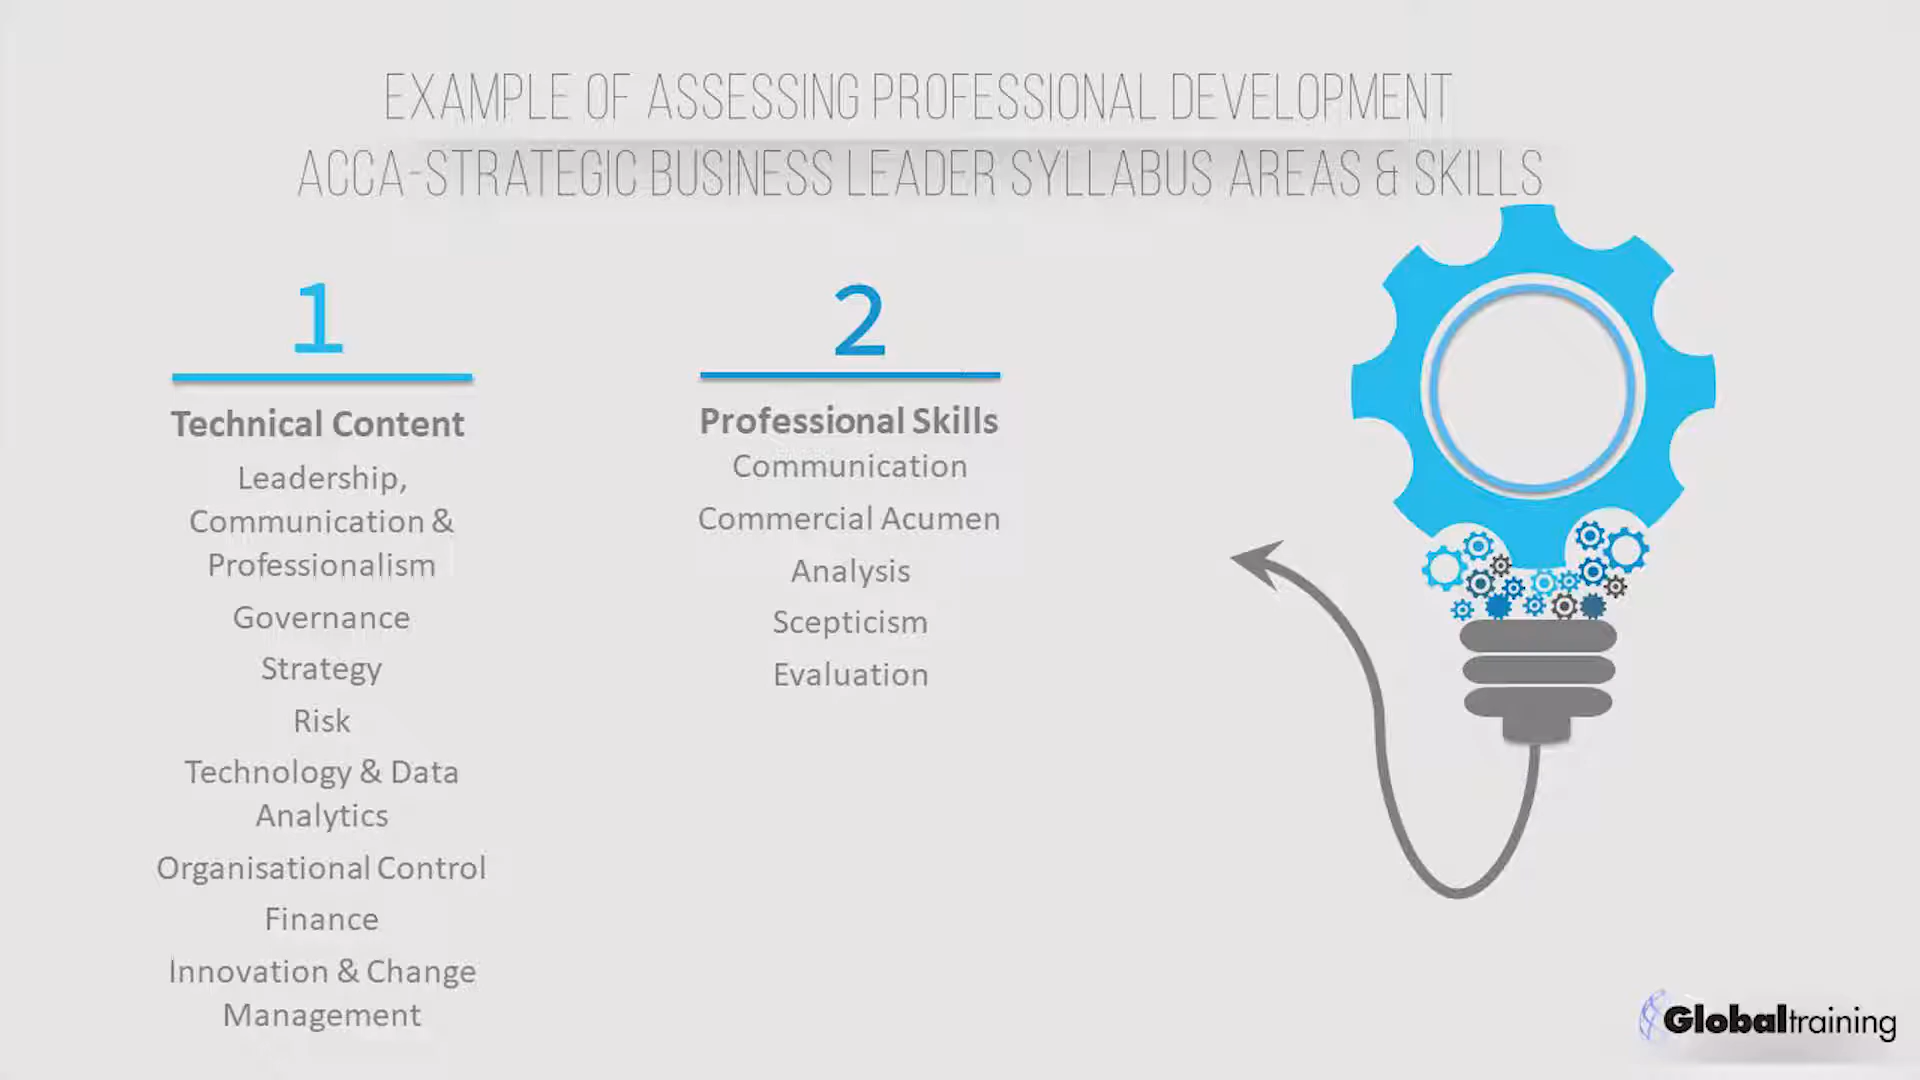 EXAMPLE OF ASSESSING PROFESSIONAL DEVELOPMENT
ACCA-STRATEGIC BUSINESS LEADER SYLLABUS AREAS & SKILLS
1
Technical Content
Leadership,
Communication &
Professionalism
Governance
Strategy
Risk
Technology & Data
Analytics
Organisational Control
Finance
Innovation & Change
Management
2
Professional Skills
Communication
Commercial Acumen
Analysis
Scepticism
Evaluation
Globaltraining